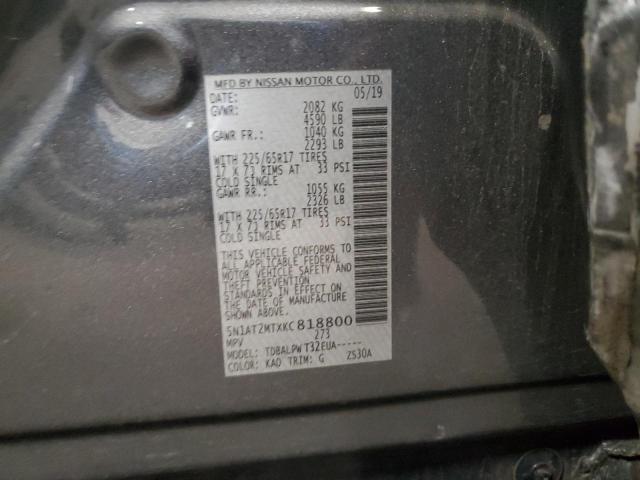 MFD BY NISSAN MOTOR CO., LTD.
DATE: 05/19
GVWR: 2082 KG
4590 LB
GAWR FR.: 1040 KG
2293 LB
WITH 225/65R17 TIRES
17 X 7J RIMS AT 33 PSI
COLD SINGLE
GAWR RR.: 1055 KG
2326 LB
WITH 225/65R17 TIRES
17 X 7J RIMS AT 33 PSI
COLD SINGLE
THIS VEHICLE CONFORMS TO
ALL APPLICABLE FEDERAL
MOTOR VEHICLE SAFETY AND
THEFT PREVENTION
STANDARDS IN EFFECT ON
THE DATE OF MANUFACTURE
SHOWN ABOVE.
5N1AT2MTXKC818800
MPV 273
MODEL: TDBALPW T32EUA-----
COLOR: KAD TRIM: G ZS30A